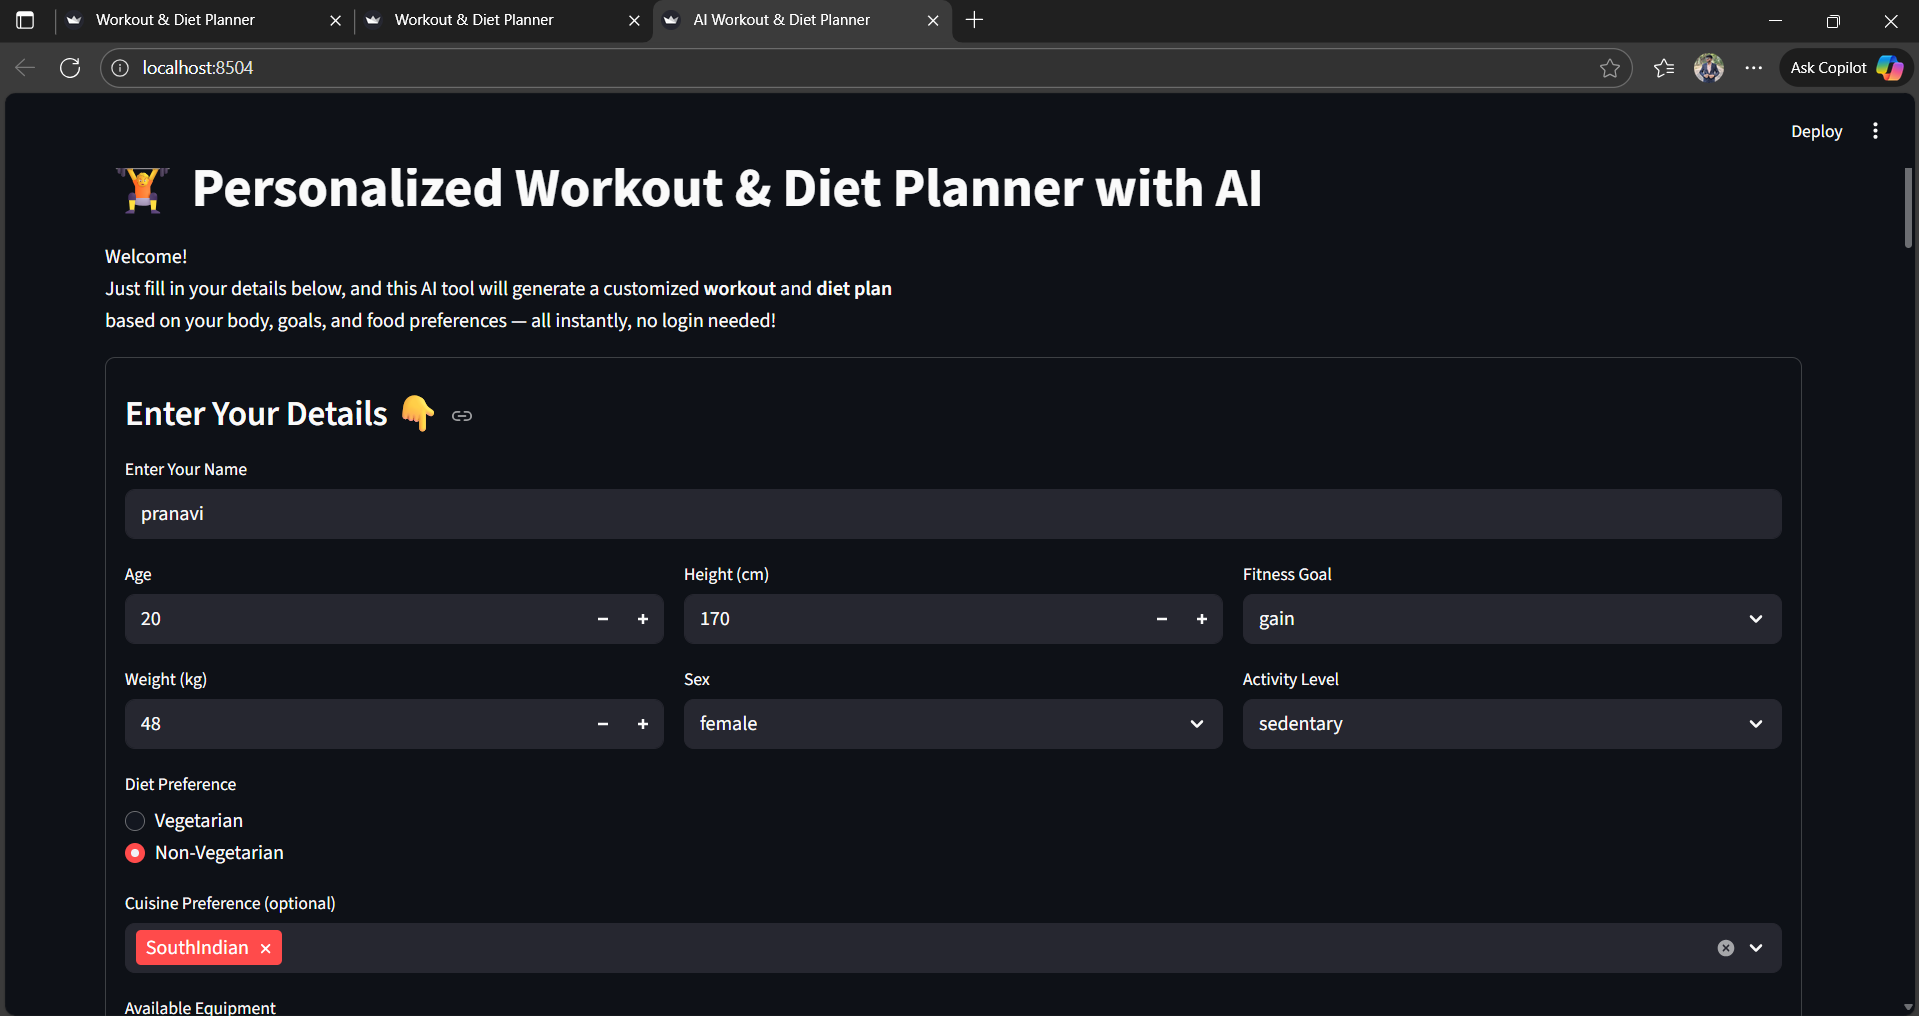 Workout & Diet Planner
Workout & Diet Planner
AI Workout & Diet Planner
localhost:8504
Ask Copilot
Deploy
Personalized Workout & Diet Planner with AI
Welcome!
Just fill in your details below, and this AI tool will generate a customized workout and diet plan
based on your body, goals, and food preferences — all instantly, no login needed!
Enter Your Details
Enter Your Name
pranavi
Age
Height (cm)
Fitness Goal
20
170
gain
Weight (kg)
Sex
Activity Level
48
female
sedentary
Diet Preference
Vegetarian
Non-Vegetarian
Cuisine Preference (optional)
SouthIndian
Available Equipment